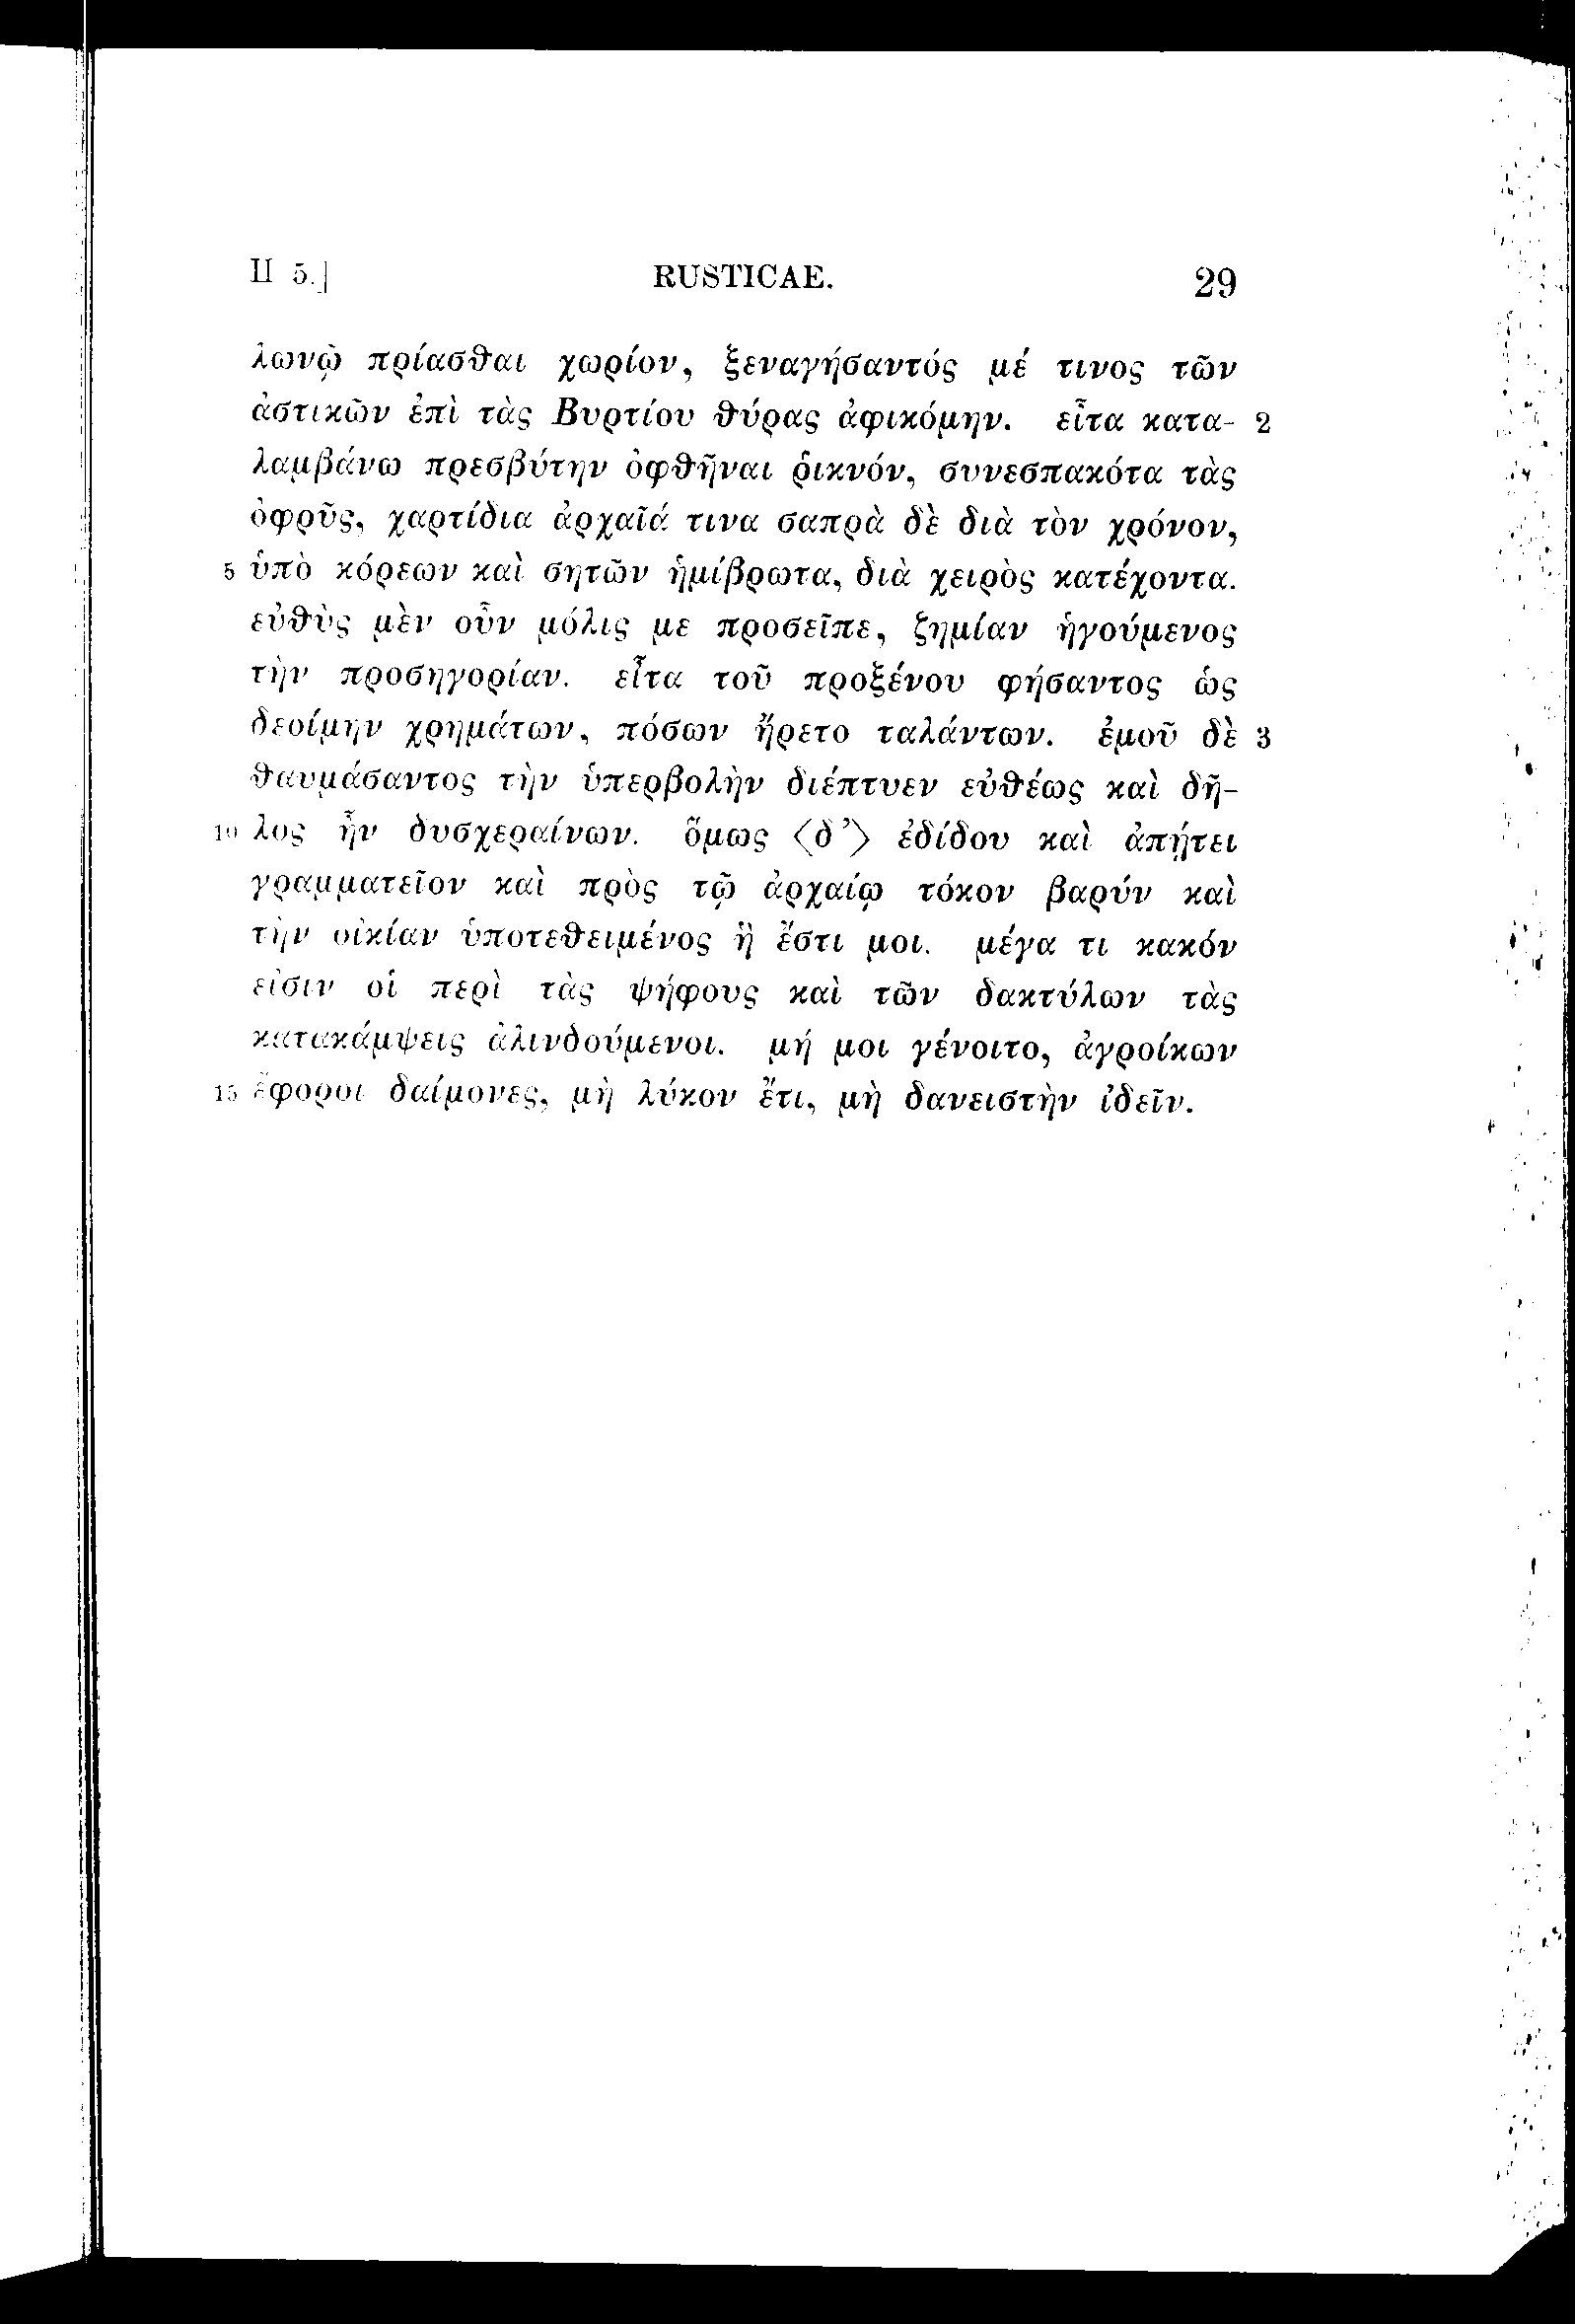 II 5.] RUSTICAE. 29
λωνῷ πρίασθαι χωρίον, ξεναγήσαντός μέ τινος τῶν
ἀστικῶν ἐπὶ τὰς Βυρτίου θύρας ἀφικόμην. εἶτα κατα- 2
λαμβάνω πρεσβύτην ὀφθῆναι ῥικνόν, συνεσπακότα τὰς
ὀφρῦς, χαρτίδια ἀρχαῖά τινα σαπρὰ δὲ διὰ τὸν χρόνον,
5 ὑπὸ κόρεων καὶ σητῶν ἡμίβρωτα, διὰ χειρὸς κατέχοντα.
εὐθὺς μὲν οὖν μόλις με προσεῖπε, ζημίαν ἡγούμενος
τὴν προσηγορίαν. εἶτα τοῦ προξένου φήσαντος ὡς
δεοίμην χρημάτων, πόσων ἤρετο ταλάντων. ἐμοῦ δὲ 3
θαυμάσαντος τὴν ὑπερβολὴν διέπτυεν εὐθέως καὶ δῆ-
10 λος ἦν δυσχεραίνων. ὅμως ⟨δ’⟩ ἐδίδου καὶ ἀπῄτει
γραμματεῖον καὶ πρὸς τῷ ἀρχαίῳ τόκον βαρύν καὶ
τὴν οἰκίαν ὑποτεθειμένος ἣ ἔστι μοι. μέγα τι κακόν
εἰσιν οἱ περὶ τὰς ψήφους καὶ τῶν δακτύλων τὰς
κατακάμψεις ἀλινδούμενοι. μή μοι γένοιτο, ἀγροίκων
15 ἔφοροι δαίμονες, μὴ λύκον ἔτι, μὴ δανειστὴν ἰδεῖν.